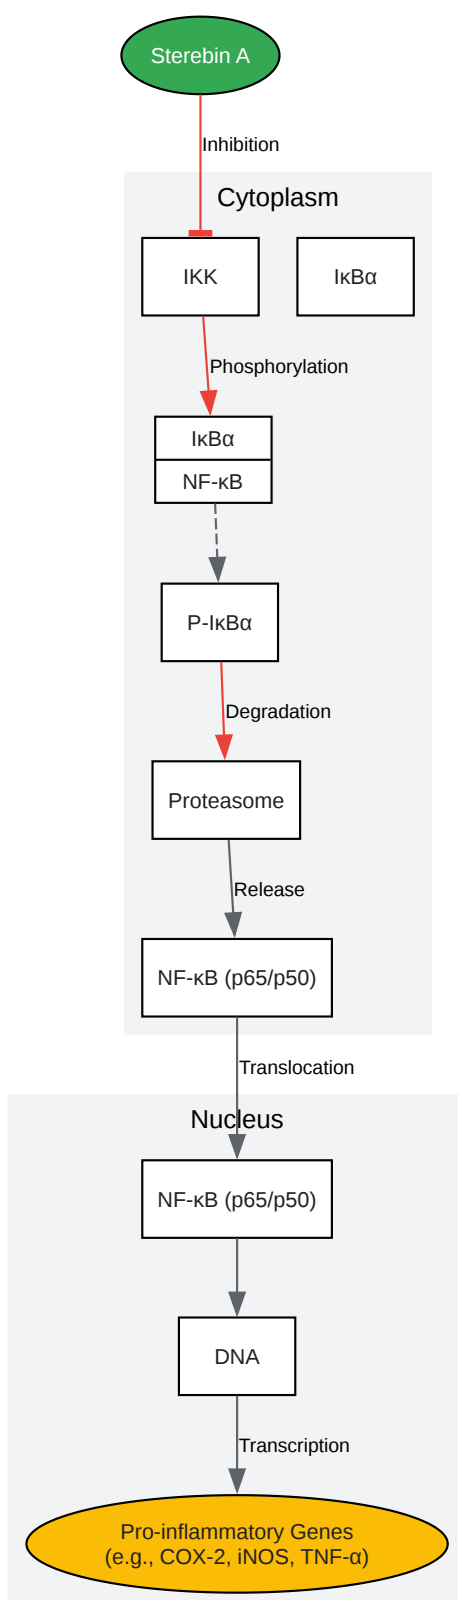 Sterebin A
Inhibition
Cytoplasm
IKK
IκBα
Phosphorylation
IκBα
NF-κB
P-IκBα
Degradation
Proteasome
Release
NF-κB (p65/p50)
Translocation
Nucleus
NF-κB (p65/p50)
DNA
Transcription
Pro-inflammatory Genes
(e.g., COX-2, iNOS, TNF-α)